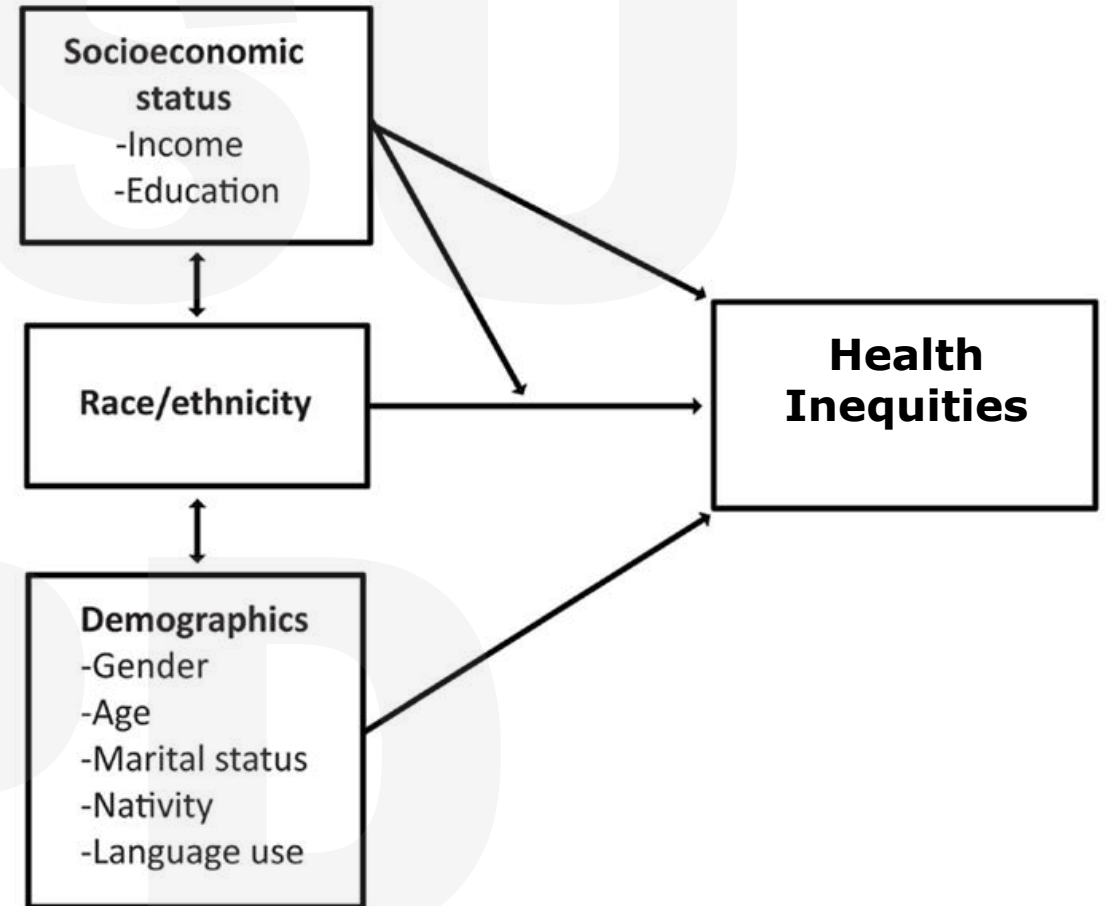 Socioeconomic
status
-Income
-Education
Race/ethnicity
Health
Inequities
Demographics
-Gender
-Age
-Marital status
-Nativity
-Language use